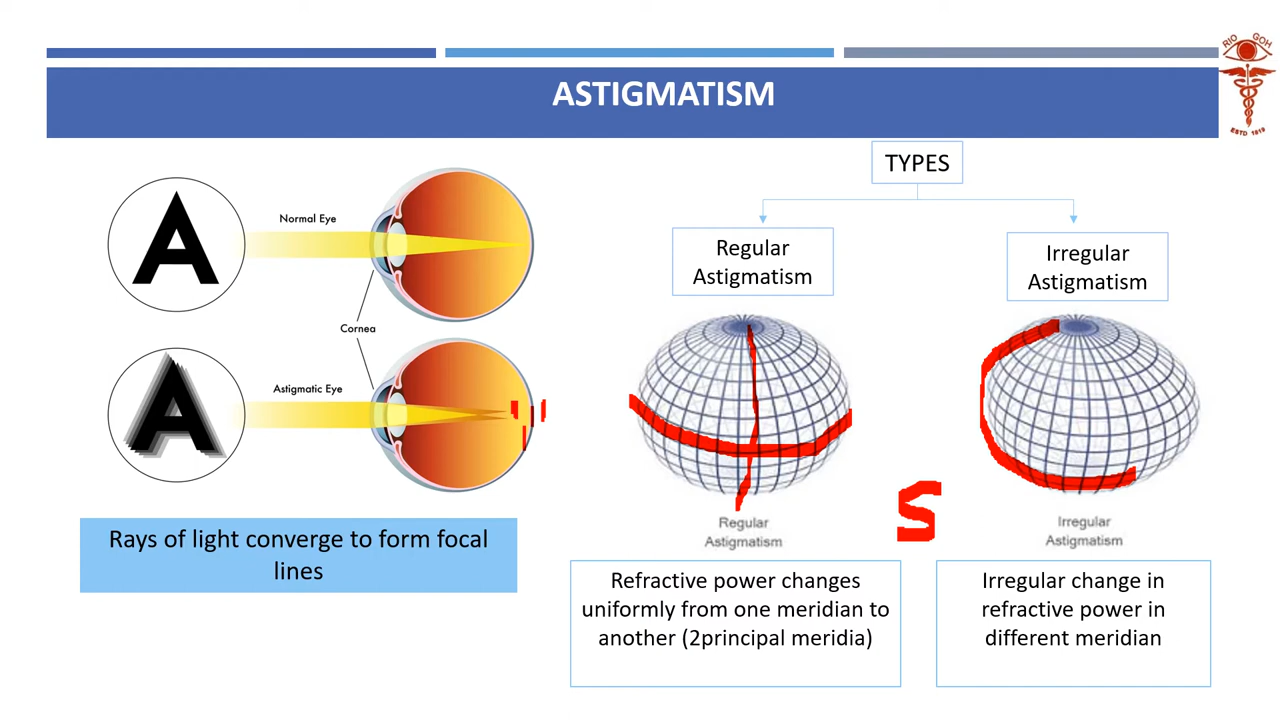 RIO GOH
ESTD 1819
ASTIGMATISM
TYPES
A
Normal Eye
Cornea
A
Astigmatic Eye
Rays of light converge to form focal
lines
Regular
Astigmatism
Irregular
Astigmatism
S
Regular
Astigmatism
Irregular
Astigmatism
Refractive power changes
uniformly from one meridian to
another (2principal meridia)
Irregular change in
refractive power in
different meridian